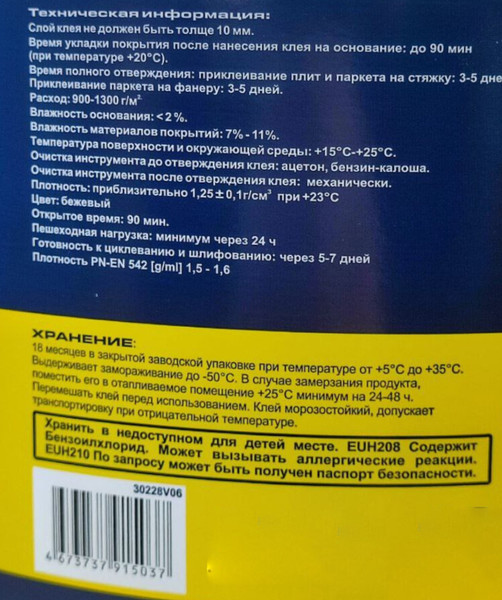 Техническая информация:
Слой клея не должен быть толще 10 мм.
Время укладки покрытия после нанесения клея на основание: до 90 мин
(при температуре +20°C).
Время полного отверждения: приклеивание плит и паркета на стяжку: 3-5 дне
Приклеивание паркета на фанеру: 3-5 дней.
Расход: 900-1300 г/м².
Влажность основания: <2%.
Влажность материалов покрытий: 7% - 11%.
Температура поверхности и окружающей среды: +15°C-+25°C.
Очистка инструмента до отверждения клея: ацетон, бензин-калоша.
Очистка инструмента после отверждения клея: механически.
Плотность: приблизительно 1,25±0,1г/см³ при +23°C
Цвет: бежевый
Открытое время: 90 мин.
Пешеходная нагрузка: минимум через 24 ч
Готовность к циклеванию и шлифованию: через 5-7 дней
Плотность PN-EN 542 [g/ml] 1,5 - 1,6
ХРАНЕНИЕ:
18 месяцев в закрытой заводской упаковке при температуре от +5°C до +35°C.
Выдерживает замораживание до -50°C. В случае замерзания продукта,
поместить его в отапливаемое помещение +25°C минимум на 24-48 ч.
Перемешать клей перед использованием. Клей морозостойкий, допускает
транспортировку при отрицательной температуре.
Хранить в недоступном для детей месте. EUH208 Содержит
Бензоилхлорид. Может вызывать аллергические реакции.
EUH210 По запросу может быть получен паспорт безопасности.
30228V06
4 673737 915037